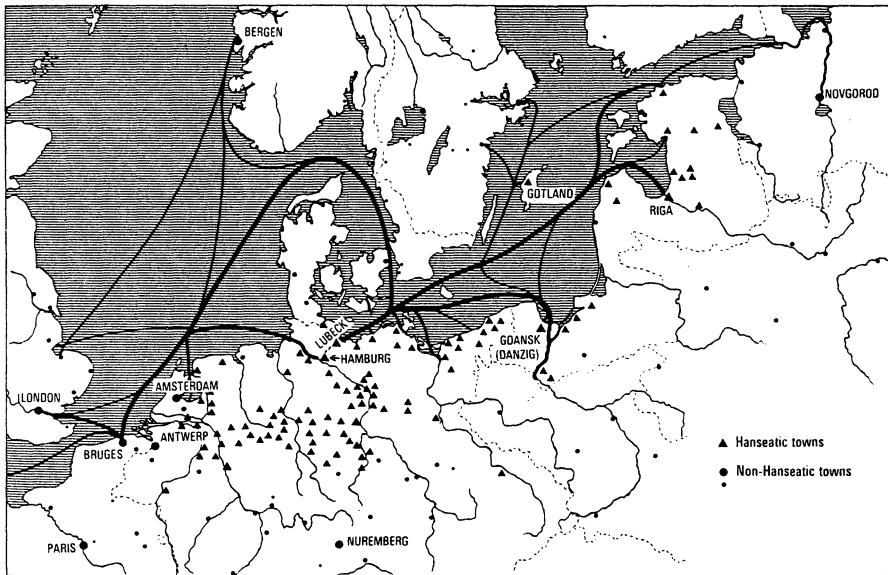 BERGEN
NOVGOROD
GOTLAND
RIGA
LUBECK
HAMBURG
GDANSK
(DANZIG)
AMSTERDAM
LONDON
ANTWERP
BRUGES
Hanseatic towns
Non-Hanseatic towns
PARIS
NUREMBERG